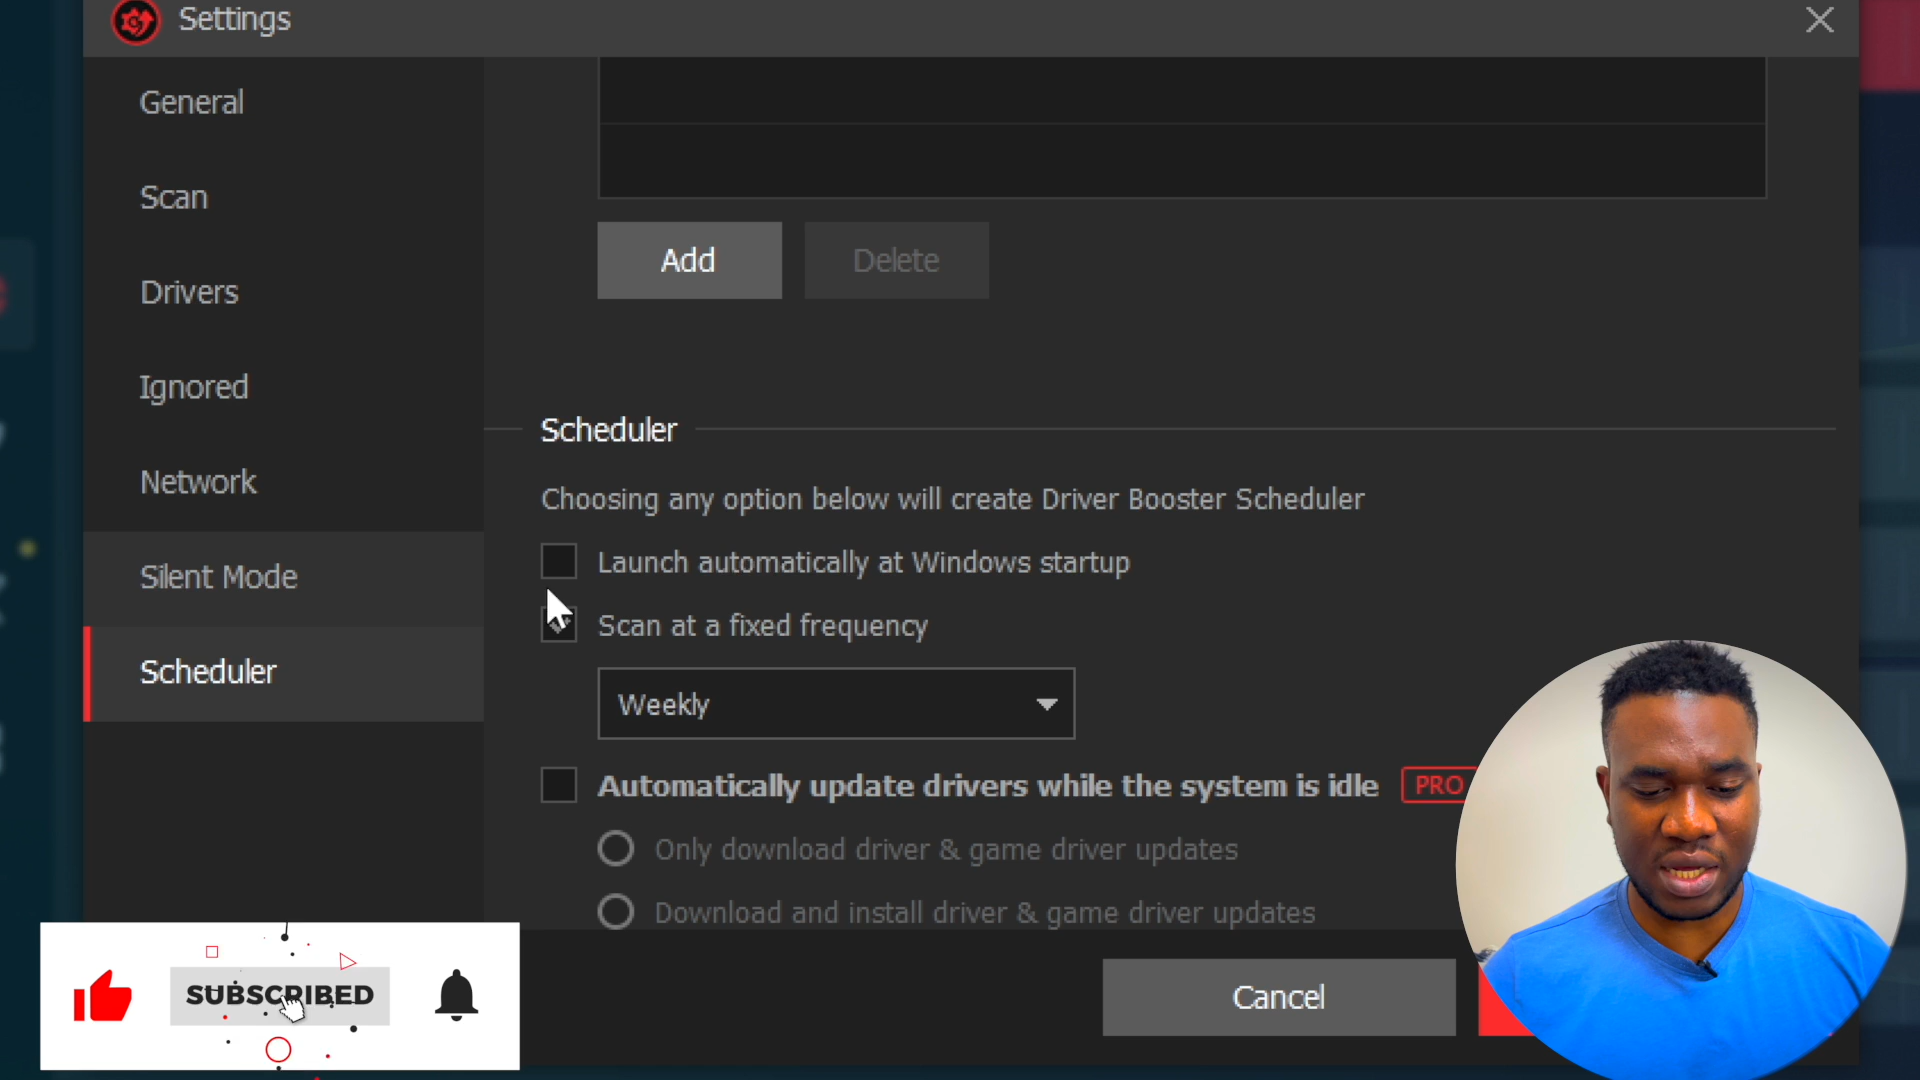 Settings
General
Scan
Drivers
Ignored
Network
Silent Mode
Scheduler
Add
Delete
Scheduler
Choosing any option below will create Driver Booster Scheduler
Launch automatically at Windows startup
Scan at a fixed frequency
Weekly
Automatically update drivers while the system is idle
PRO
Only download driver & game driver updates
Download and install driver & game driver updates
Cancel
SUBSCRIBED